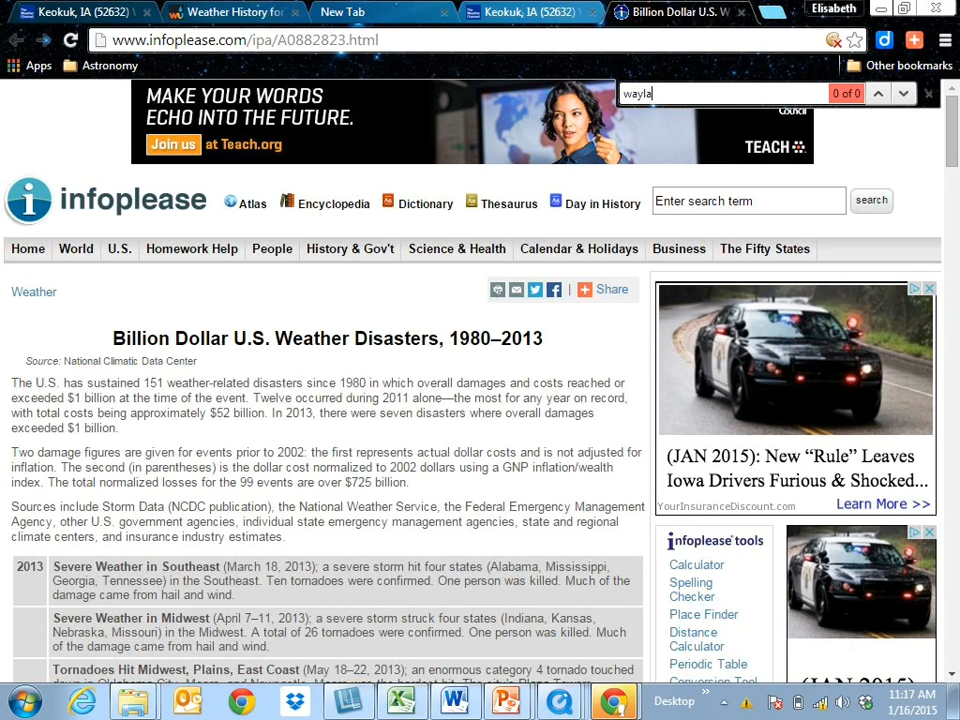 Keokuk, IA (52632)
Weather History for
New Tab
Keokuk, IA (52632)
Billion Dollar U.S. W
Elisabeth
www.infoplease.com/ipa/A0882823.html
Apps
Astronomy
Other bookmarks
wayla
0 of 0
MAKE YOUR WORDS
ECHO INTO THE FUTURE.
Join us at Teach.org
Council
TEACH
infoplease
Atlas
Encyclopedia
Dictionary
Thesaurus
Day in History
Enter search term
search
Home World U.S. Homework Help People History & Gov't Science & Health Calendar & Holidays Business The Fifty States
Weather
Share
Billion Dollar U.S. Weather Disasters, 1980–2013
Source: National Climatic Data Center
The U.S. has sustained 151 weather-related disasters since 1980 in which overall damages and costs reached or
exceeded $1 billion at the time of the event. Twelve occurred during 2011 alone—the most for any year on record,
with total costs being approximately $52 billion. In 2013, there were seven disasters where overall damages
exceeded $1 billion.
Two damage figures are given for events prior to 2002: the first represents actual dollar costs and is not adjusted for
inflation. The second (in parentheses) is the dollar cost normalized to 2002 dollars using a GNP inflation/wealth
index. The total normalized losses for the 99 events are over $725 billion.
Sources include Storm Data (NCDC publication), the National Weather Service, the Federal Emergency Management
Agency, other U.S. government agencies, individual state emergency management agencies, state and regional
climate centers, and insurance industry estimates.
2013 Severe Weather in Southeast (March 18, 2013); a severe storm hit four states (Alabama, Mississippi,
Georgia, Tennessee) in the Southeast. Ten tornadoes were confirmed. One person was killed. Much of the
damage came from hail and wind.
Severe Weather in Midwest (April 7–11, 2013); a severe storm struck four states (Indiana, Kansas,
Nebraska, Missouri) in the Midwest. A total of 26 tornadoes were confirmed. One person was killed. Much
of the damage came from hail and wind.
Tornadoes Hit Midwest, Plains, East Coast (May 18–22, 2013); an enormous category 4 tornado touched
(JAN 2015): New “Rule” Leaves
Iowa Drivers Furious & Shocked...
YourInsuranceDiscount.com
Learn More >>
infoplease tools
Calculator
Spelling
Checker
Place Finder
Distance
Calculator
Periodic Table
Conversion Tool
(JAN 2015)
Desktop
11:17 AM
1/16/2015